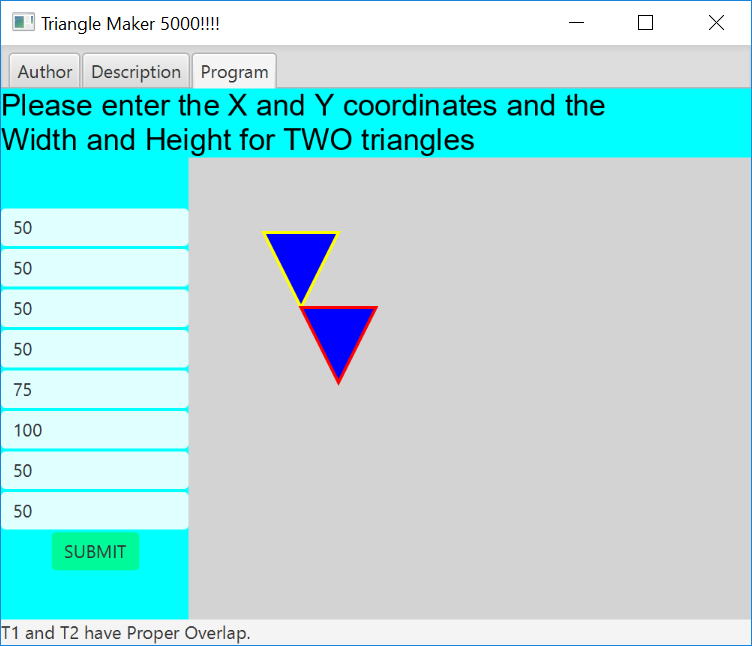 Triangle Maker 5000!!!!
Author Description Program
Please enter the X and Y coordinates and the
Width and Height for TWO triangles
50
50
50
50
75
100
50
50
SUBMIT
T1 and T2 have Proper Overlap.